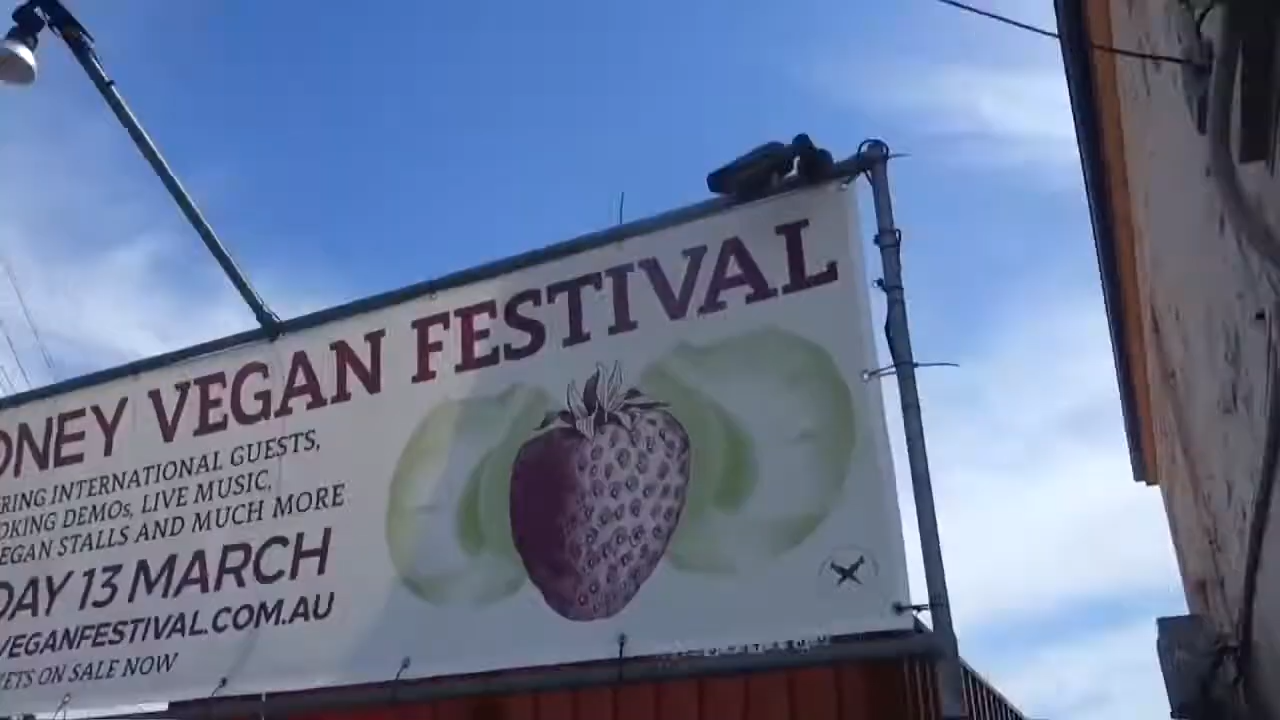 DNEY VEGAN FESTIVAL
RING INTERNATIONAL GUESTS,
OKING DEMOs, LIVE MUSIC,
EGAN STALLS AND MUCH MORE
DAY 13 MARCH
VEGANFESTIVAL.COM.AU
ETS ON SALE NOW